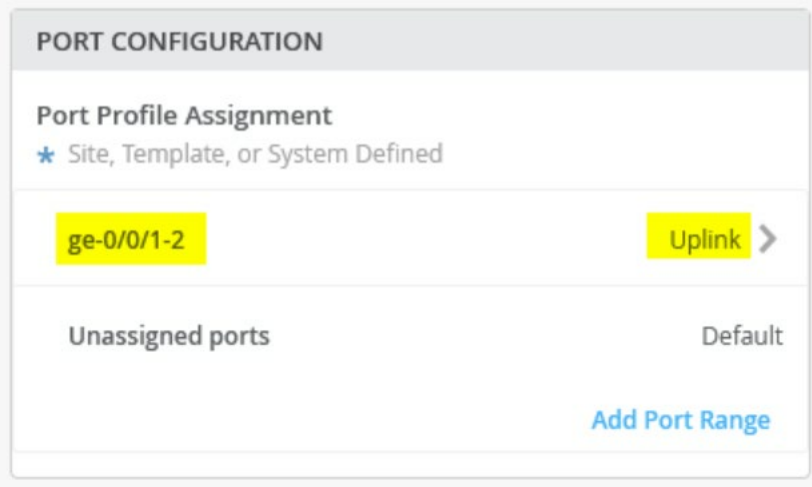 PORT CONFIGURATION
Port Profile Assignment
* Site, Template, or System Defined
ge-0/0/1-2 Uplink >
Unassigned ports Default
Add Port Range